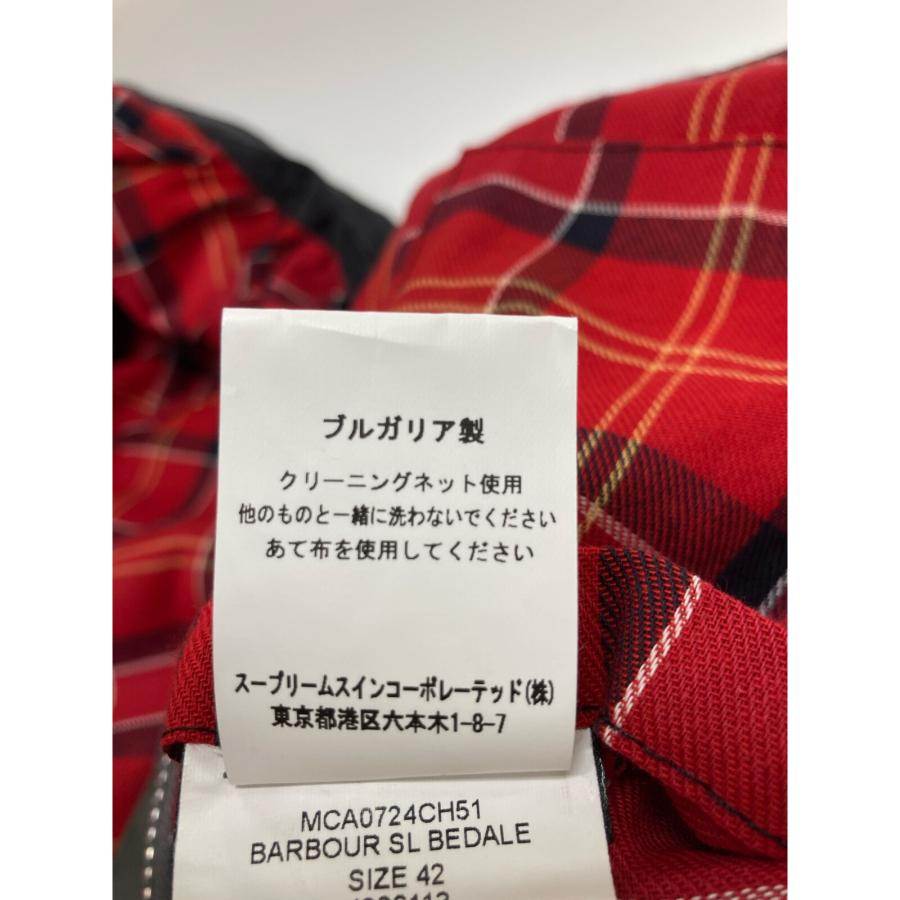 ブルガリア製
クリーニングネット使用
他のものと一緒に洗わないでください
あて布を使用してください
スープリームスインコーポレーテッド(株)
東京都港区六本木1-8-7
MCA0724CH51
BARBOUR SL BEDALE
SIZE 42